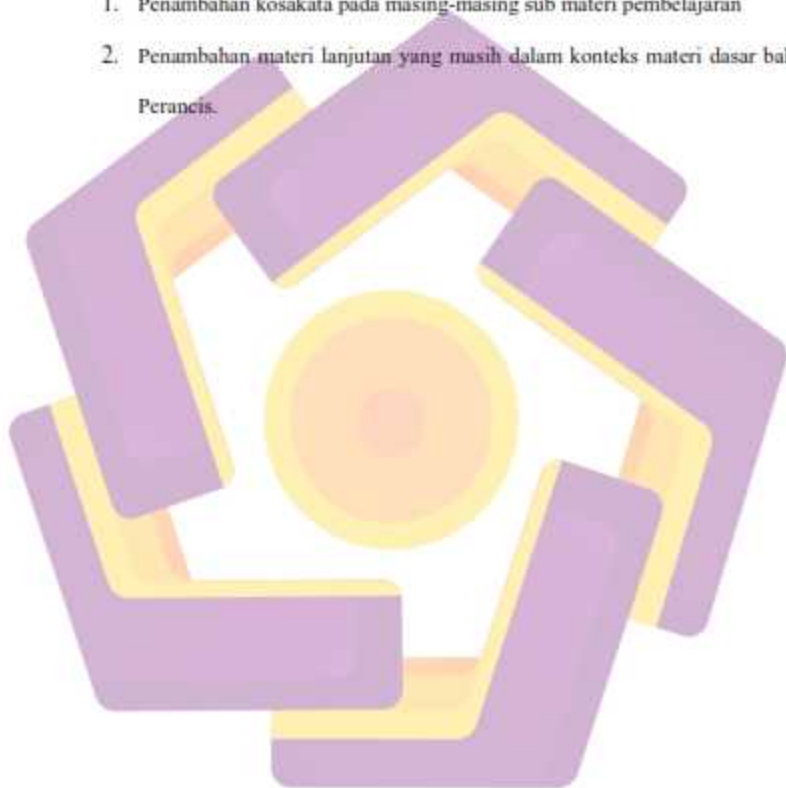 1. Penambahan kosakata pada masing-masing sub materi pembelajaran
2. Penambahan materi lanjutan yang masih dalam konteks materi dasar
Perancis.